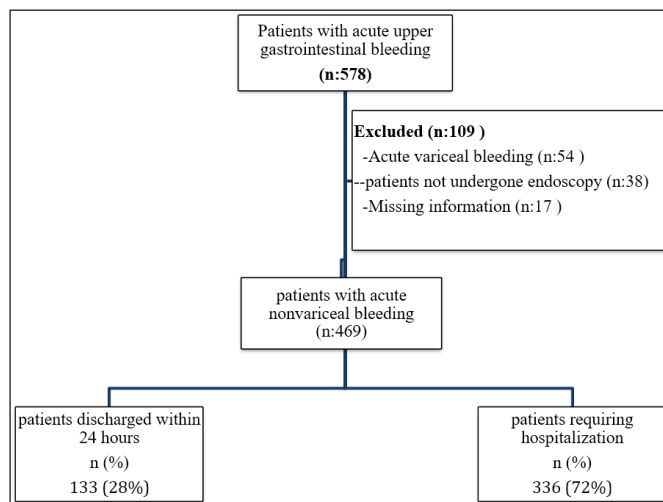 Patients with acute upper
gastrointestinal bleeding
(n:578)
Excluded (n:109 )
-Acute variceal bleeding (n:54 )
--patients not undergone endoscopy (n:38)
-Missing information (n:17 )
patients with acute
nonvariceal bleeding
(n:469)
patients discharged within
24 hours
n (%)
133 (28%)
patients requiring
hospitalization
n (%)
336 (72%)